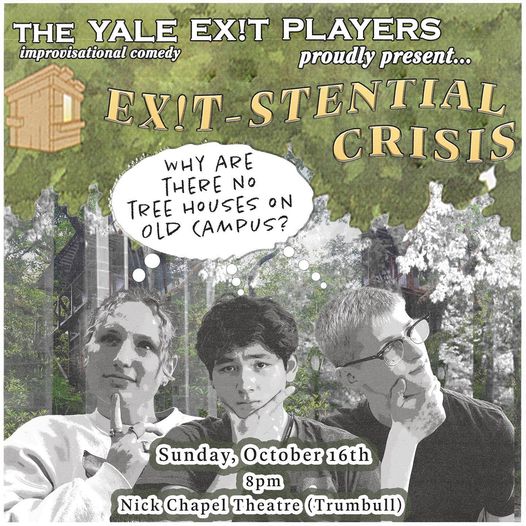 THE YALE EX!T PLAYERS
improvisational comedy
proudly present...
EX!T-STENTIAL
CRISIS
WHY ARE
THERE NO
TREE HOUSES ON
OLD CAMPUS?
Sunday, October 16th
8pm
Nick Chapel Theatre (Trumbull)